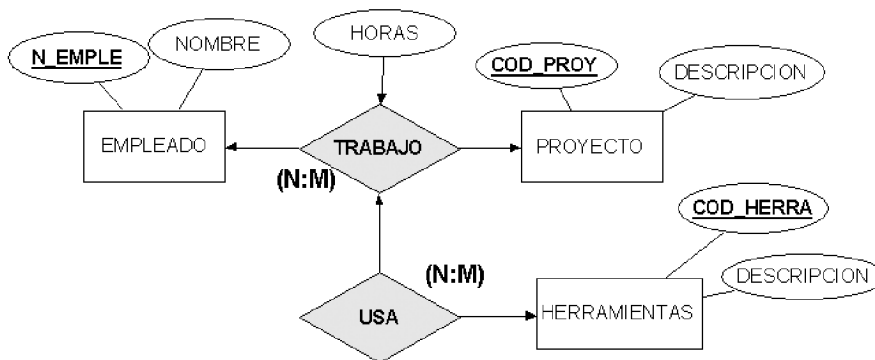 HORAS
NOMBRE
N_EMPLE
COD_PROY
DESCRIPCION
EMPLEADO
TRABAJO
PROYECTO
(N:M)
COD_HERRA
(N:M)
DESCRIPCION
USA
HERRAMIENTAS